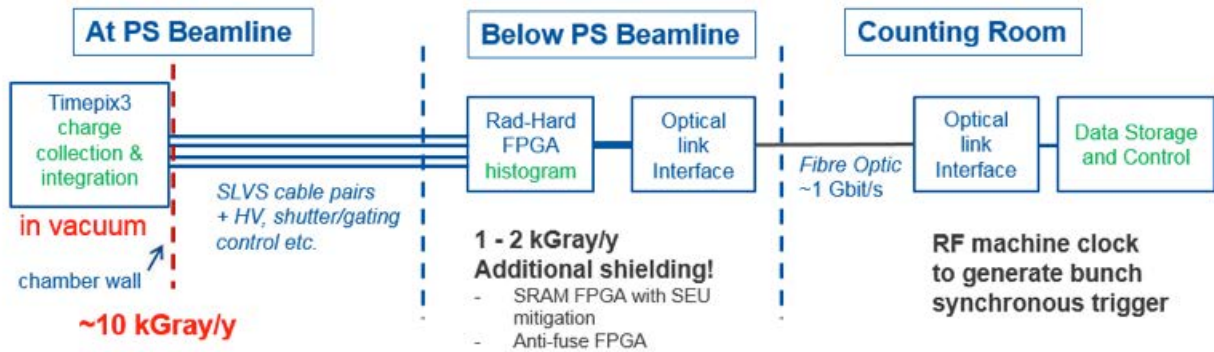 At PS Beamline
Below PS Beamline
Counting Room
Timepix3
charge
collection &
integration
in vacuum
chamber wall
~10 kGray/y
SLVS cable pairs
+ HV, shutter/gating
control etc.
Rad-Hard
FPGA
histogram
Optical
link
Interface
1 - 2 kGray/y
Additional shielding!
- SRAM FPGA with SEU
mitigation
- Anti-fuse FPGA
Fibre Optic
~1 Gbit/s
Optical
link
Interface
Data Storage
and Control
RF machine clock
to generate bunch
synchronous trigger